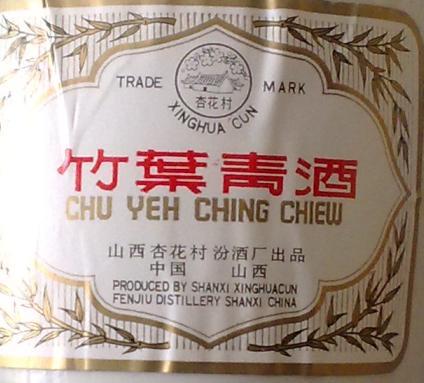 TRADE MARK
杏花村
XINGHUA CUN
竹葉青酒
CHU YEH CHING CHIEW
山西杏花村汾酒厂出品
中国 山西
PRODUCED BY SHANXI XINGHUACUN
FENJIU DISTILLERY SHANXI CHINA